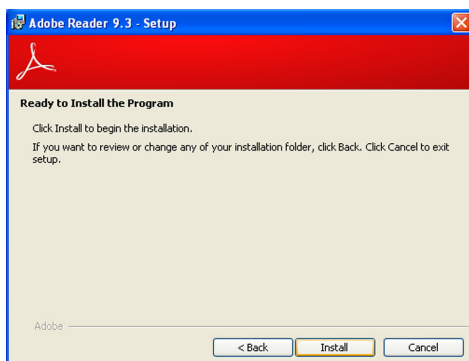 Adobe Reader 9.3 - Setup
Ready to Install the Program
Click Install to begin the installation.
If you want to review or change any of your installation folder, click Back. Click Cancel to exit
setup.
Adobe
< Back Install Cancel